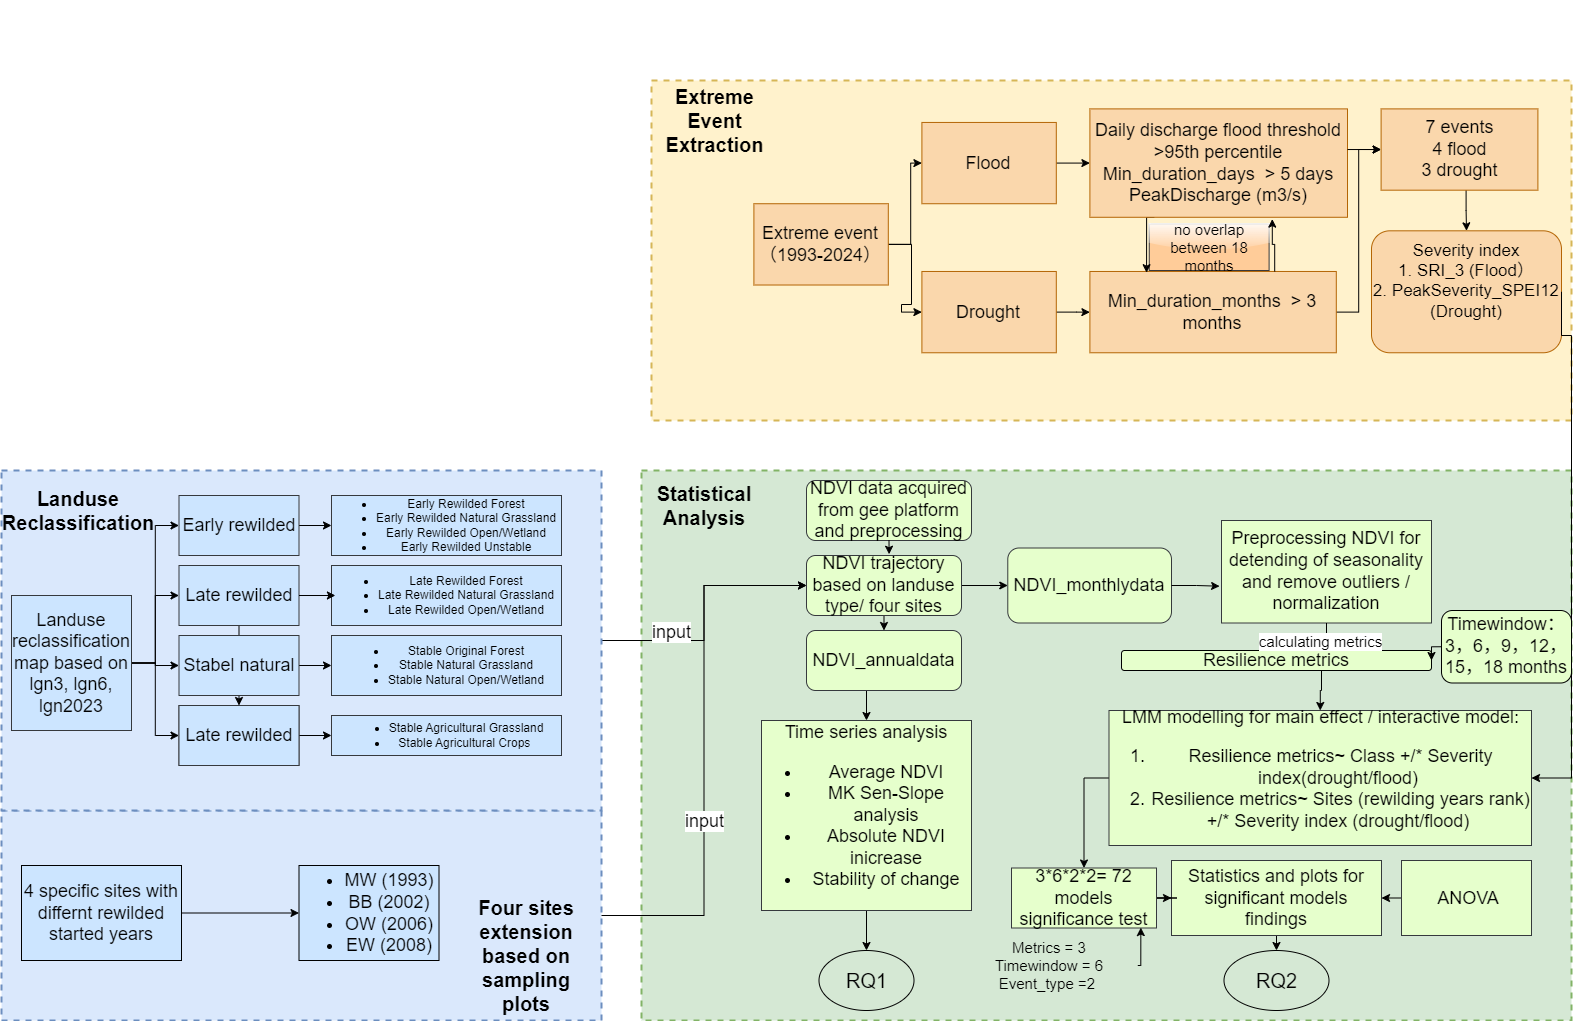 Extreme
Event
Extraction
Extreme event
（1993-2024）
Flood
Drought
Daily discharge flood threshold
>95th percentile
Min_duration_days  > 5 days
PeakDischarge (m3/s)
no overlap
between 18
months
Min_duration_months  > 3
months
7 events
4 flood
3 drought
Severity index
1. SRI_3 (Flood）
2. PeakSeverity_SPEI12
(Drought)
Landuse
Reclassification
Landuse
reclassification
map based on
lgn3, lgn6,
lgn2023
Early rewilded
• Early Rewilded Forest
• Early Rewilded Natural Grassland
• Early Rewilded Open/Wetland
• Early Rewilded Unstable
Late rewilded
• Late Rewilded Forest
• Late Rewilded Natural Grassland
• Late Rewilded Open/Wetland
Stabel natural
• Stable Original Forest
• Stable Natural Grassland
• Stable Natural Open/Wetland
Late rewilded
• Stable Agricultural Grassland
• Stable Agricultural Crops
4 specific sites with
differnt rewilded
started years
• MW (1993)
• BB (2002)
• OW (2006)
• EW (2008)
Four sites
extension
based on
sampling
plots
input
input
Statistical
Analysis
NDVI data acquired
from gee platform
and preprocessing
NDVI trajectory
based on landuse
type/ four sites
NDVI_monthlydata
Preprocessing NDVI for
detending of seasonality
and remove outliers /
normalization
NDVI_annualdata
calculating metrics
Resilience metrics
Timewindow：
3，6，9，12，
15，18 months
Time series analysis
• Average NDVI
• MK Sen-Slope
analysis
• Absolute NDVI
inicrease
• Stability of change
LMM modelling for main effect / interactive model:
1. Resilience metrics~ Class +/* Severity
index(drought/flood)
2. Resilience metrics~ Sites (rewilding years rank)
+/* Severity index (drought/flood)
3*6*2*2= 72
models
significance test
Statistics and plots for
significant models
findings
ANOVA
Metrics = 3
Timewindow = 6
Event_type =2
RQ1
RQ2